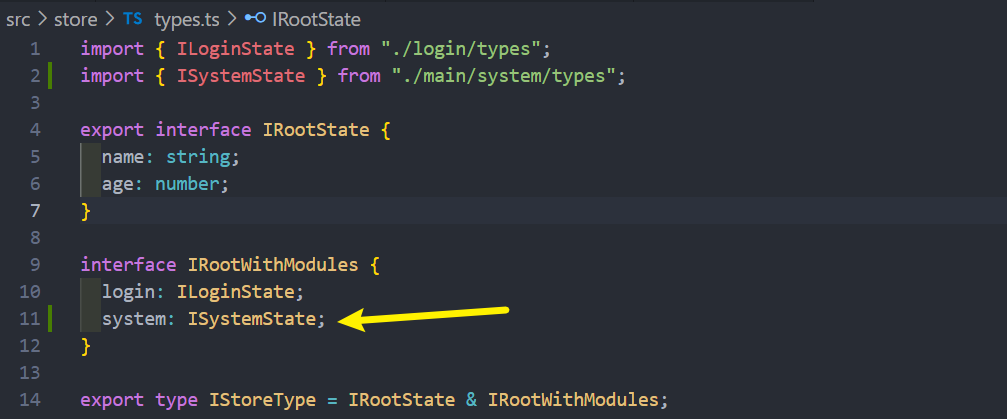 src > store > TS types.ts > IRootState
1 import { ILoginState } from "./login/types";
2 import { ISystemState } from "./main/system/types";
3
4 export interface IRootState {
5   name: string;
6   age: number;
7 }
8
9 interface IRootWithModules {
10   login: ILoginState;
11   system: ISystemState;
12 }
13
14 export type IStoreType = IRootState & IRootWithModules;